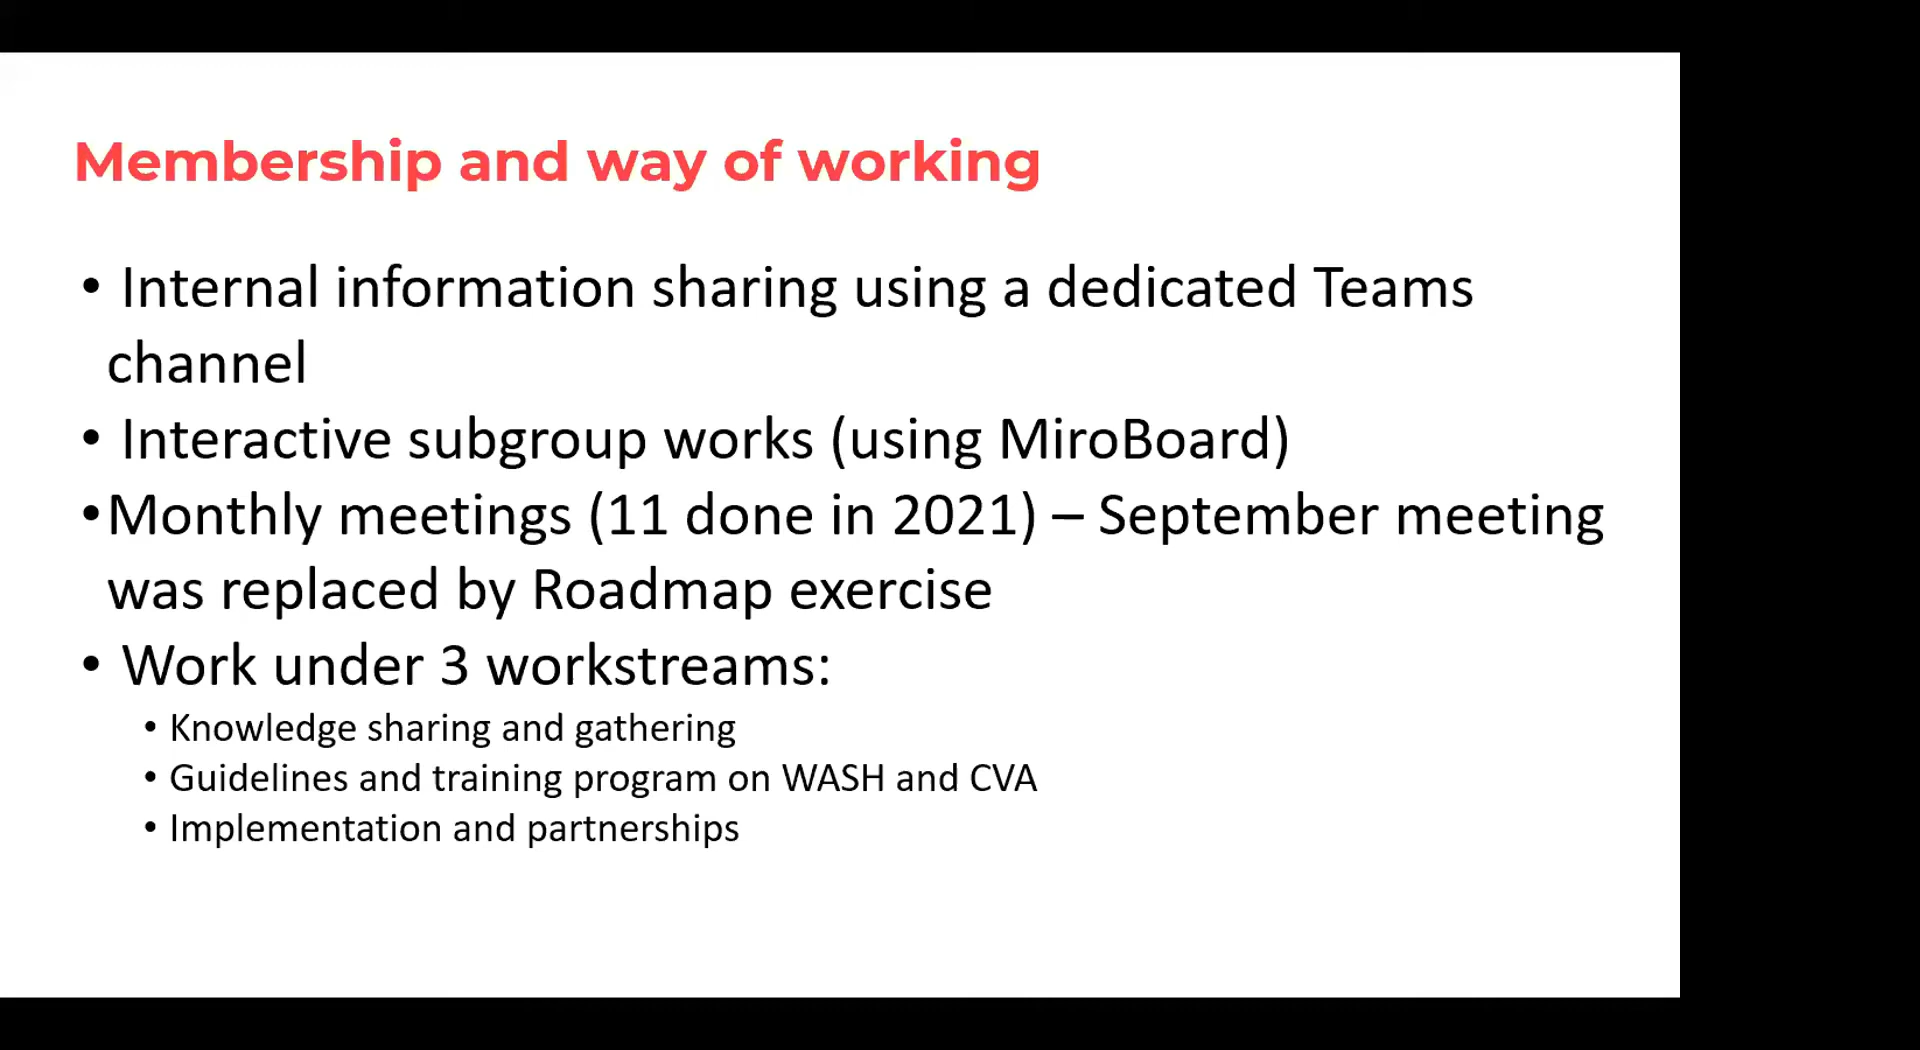 Membership and way of working
• Internal information sharing using a dedicated Teams
channel
• Interactive subgroup works (using MiroBoard)
•Monthly meetings (11 done in 2021) – September meeting
was replaced by Roadmap exercise
• Work under 3 workstreams:
• Knowledge sharing and gathering
• Guidelines and training program on WASH and CVA
• Implementation and partnerships